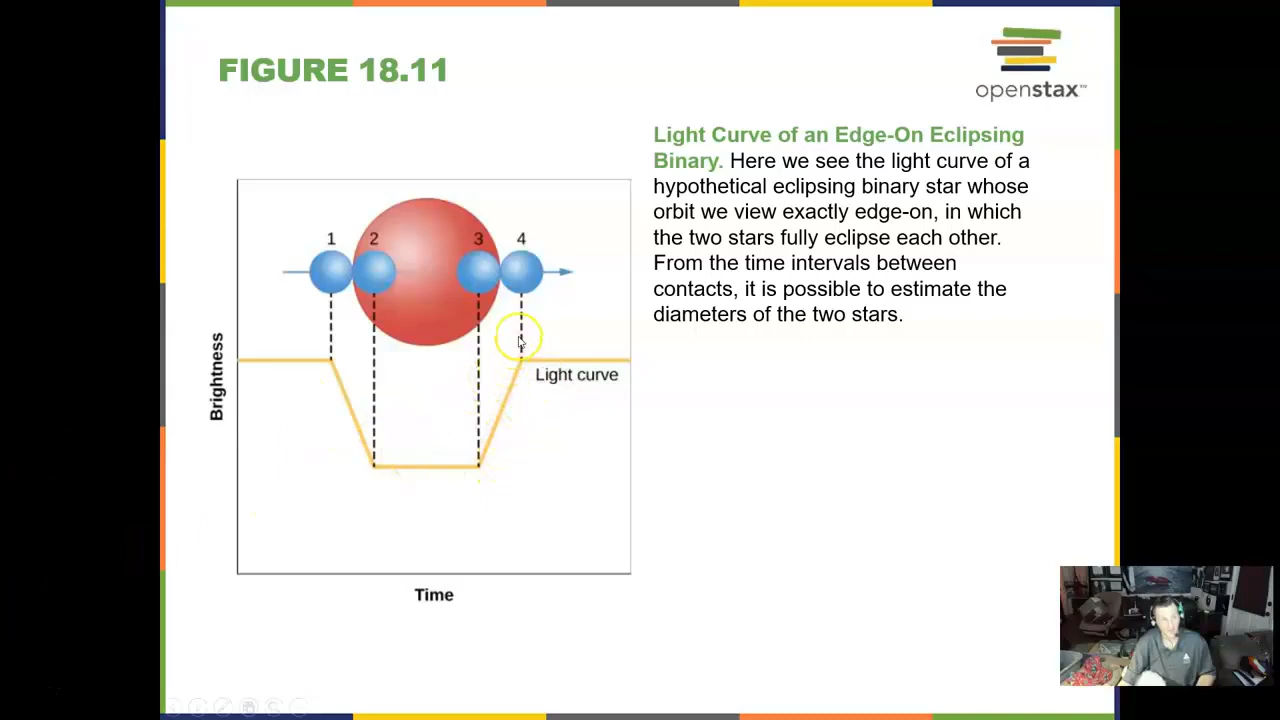 FIGURE 18.11
openstax™
Light Curve of an Edge-On Eclipsing
Binary. Here we see the light curve of a
hypothetical eclipsing binary star whose
orbit we view exactly edge-on, in which
the two stars fully eclipse each other.
From the time intervals between
contacts, it is possible to estimate the
diameters of the two stars.
1 2 3 4
Brightness
Light curve
Time